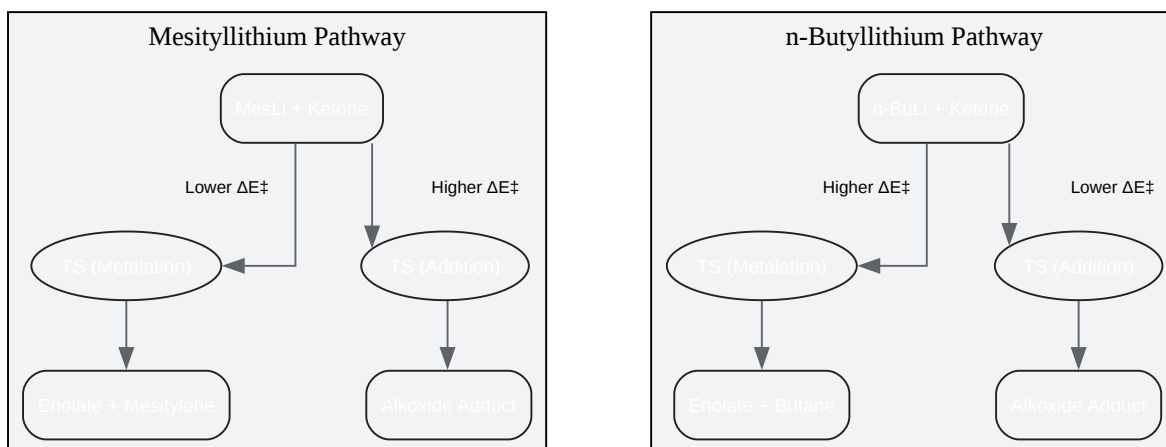 Mesityllithium Pathway
MesLi + Ketone
Lower ΔE‡
Higher ΔE‡
TS (Metalation)
TS (Addition)
Enolate + Mesitylene
Alkoxide Adduct
n-Butyllithium Pathway
n-BuLi + Ketone
Higher ΔE‡
Lower ΔE‡
TS (Metalation)
TS (Addition)
Enolate + Butane
Alkoxide Adduct